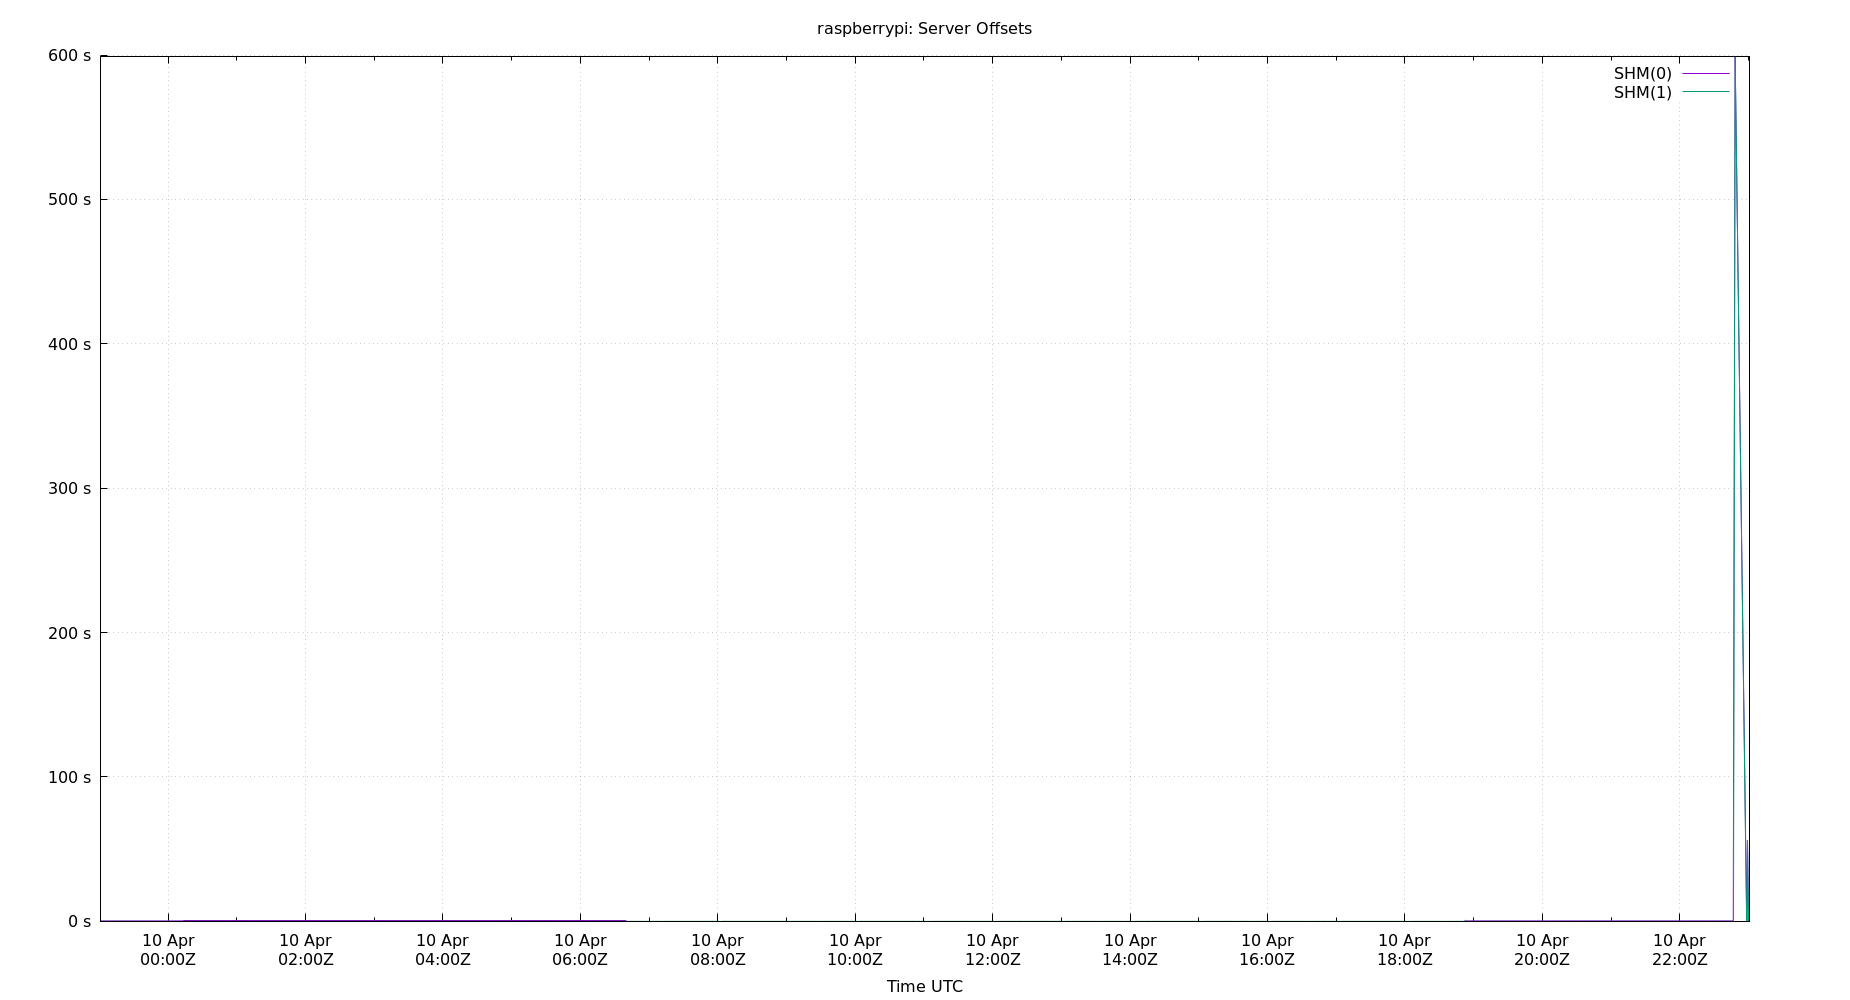 raspberrypi: Server Offsets
600 s
SHM(0)
SHM(1)
500 s
400 s
300 s
200 s
100 s
0 s
10 Apr 10 Apr 10 Apr 10 Apr 10 Apr 10 Apr 10 Apr 10 Apr 10 Apr 10 Apr 10 Apr 10 Apr
00:00Z 02:00Z 04:00Z 06:00Z 08:00Z 10:00Z 12:00Z 14:00Z 16:00Z 18:00Z 20:00Z 22:00Z
Time UTC